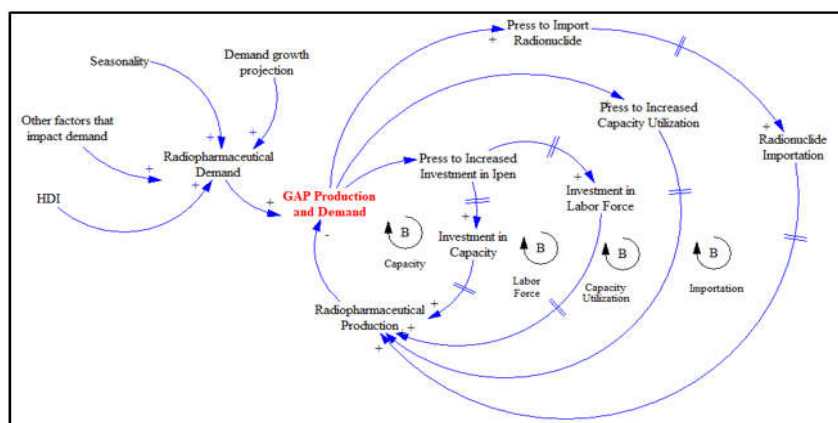 Press to Import
Radionuclide
Seasonality
Demand growth
projection
Other factors that
impact demand
Press to Increased
Capacity Utilization
Radionuclide
Importation
Radiopharmaceutical
Demand
Press to Increased
Investment in Ipen
HDI
GAP Production
and Demand
Investment in
Labor Force
Investment in
Capacity
B
Capacity
B
Labor
Force
B
Capacity
Utilization
B
Importation
Radiopharmaceutical
Production
+
+
+
+
+
+
+
+
+
+
+
+
+
+
-